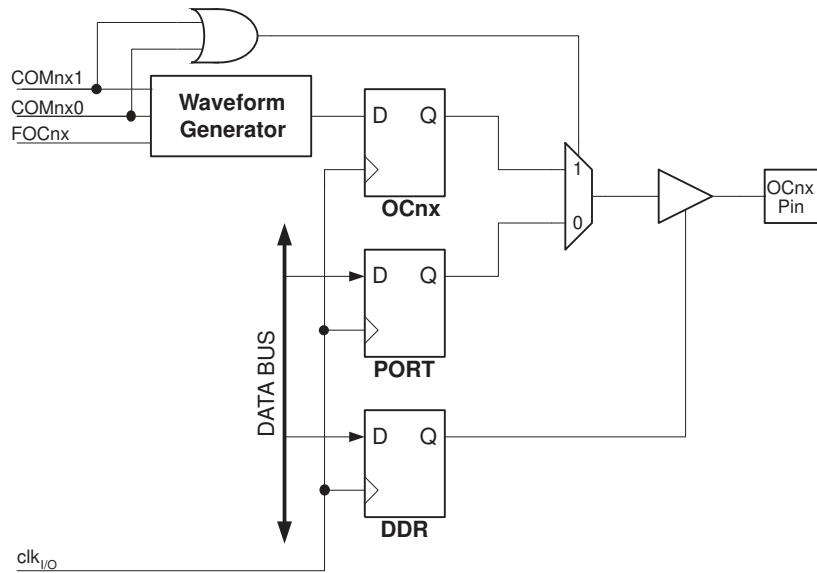 COMnx1
COMnx0
FOCnx
Waveform
Generator
D Q
OCnx
1
0
OCnx
Pin
DATA BUS
D Q
PORT
D Q
DDR
clkI/O